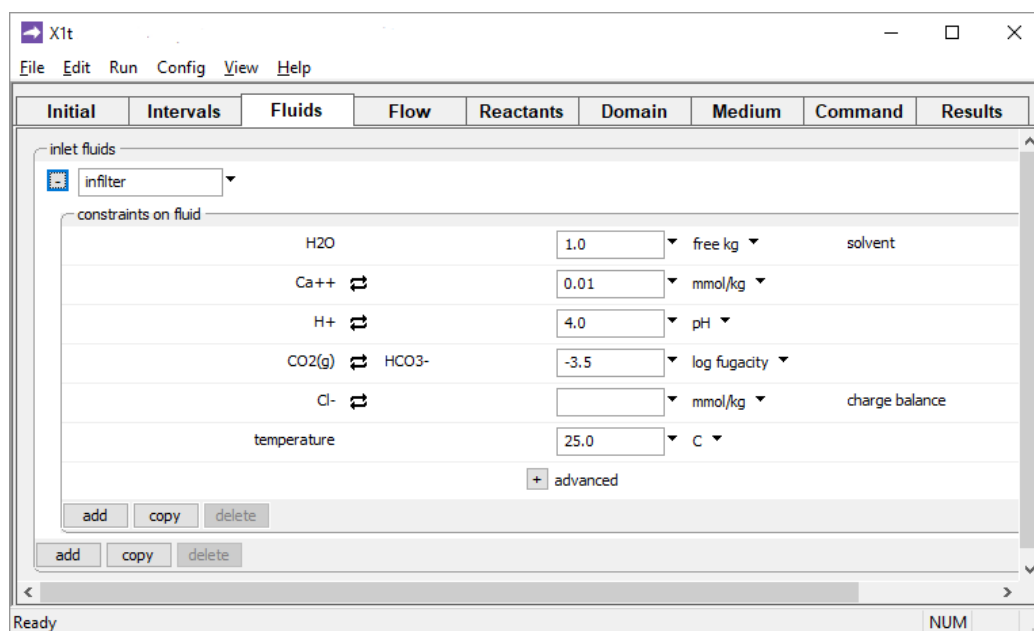 X1t
File Edit Run Config View Help
Initial Intervals Fluids Flow Reactants Domain Medium Command Results
inlet fluids
- infilter
constraints on fluid
H2O 1.0 free kg solvent
Ca++ 0.01 mmol/kg
H+ 4.0 pH
CO2(g) HCO3- -3.5 log fugacity
Cl- mmol/kg charge balance
temperature 25.0 C
+ advanced
add copy delete
add copy delete
Ready NUM